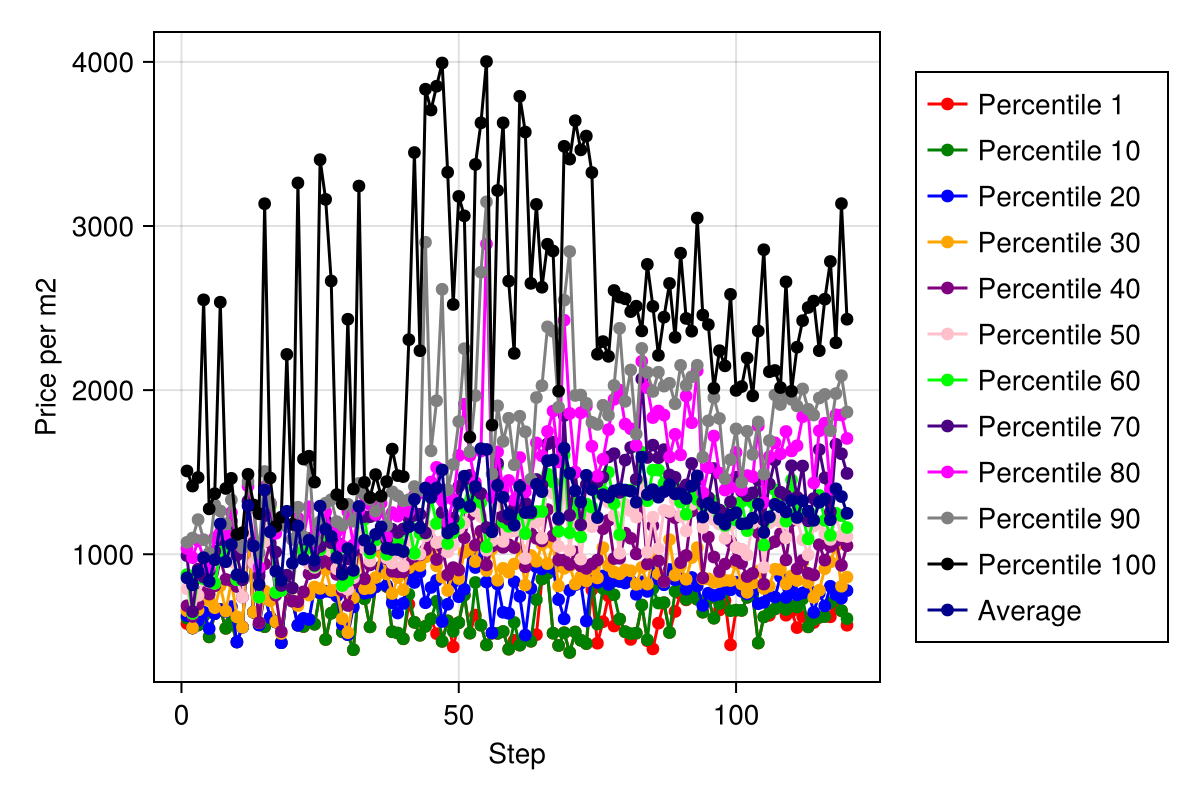 4000
3000
2000
1000
Price per m2
0
50
100
Step
Percentile 1
Percentile 10
Percentile 20
Percentile 30
Percentile 40
Percentile 50
Percentile 60
Percentile 70
Percentile 80
Percentile 90
Percentile 100
Average